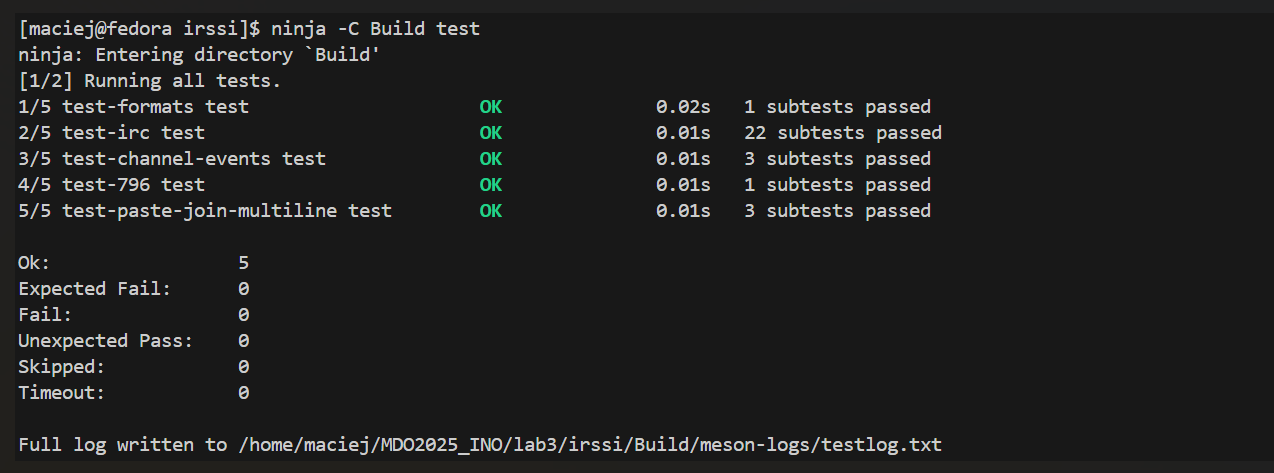 [maciej@fedora irssi]$ ninja -C Build test
ninja: Entering directory `Build'
[1/2] Running all tests.
1/5 test-formats test                     OK              0.02s   1 subtests passed
2/5 test-irc test                         OK              0.01s   22 subtests passed
3/5 test-channel-events test              OK              0.01s   3 subtests passed
4/5 test-796 test                         OK              0.01s   1 subtests passed
5/5 test-paste-join-multiline test        OK              0.01s   3 subtests passed

Ok:                 5
Expected Fail:      0
Fail:               0
Unexpected Pass:    0
Skipped:            0
Timeout:            0

Full log written to /home/maciej/MDO2025_INO/lab3/irssi/Build/meson-logs/testlog.txt